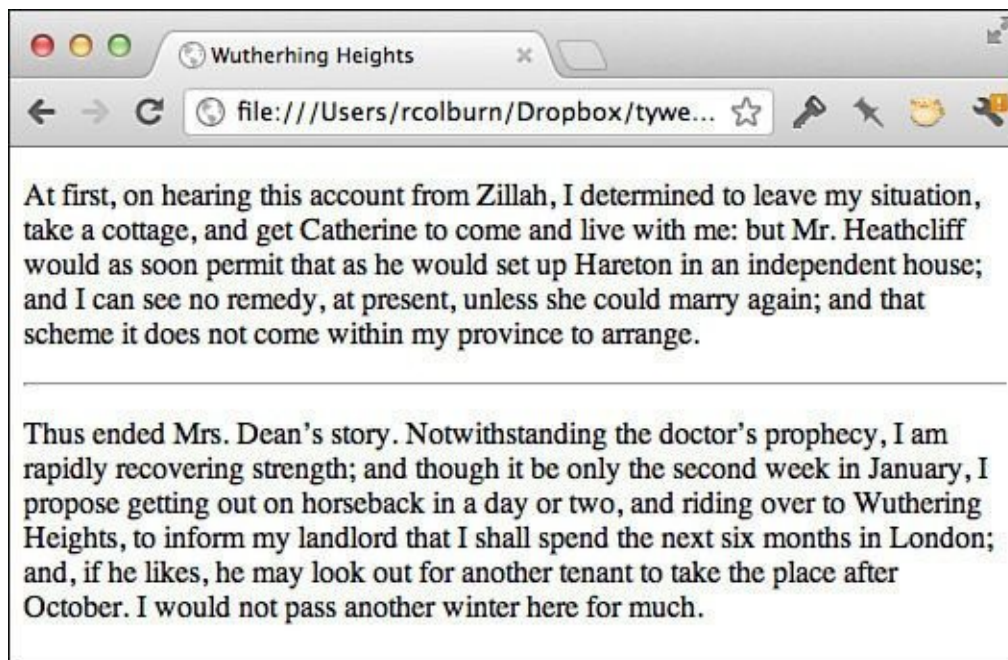 Wutherhing Heights
file:///Users/rcolburn/Dropbox/tywe...
At first, on hearing this account from Zillah, I determined to leave my situation,
take a cottage, and get Catherine to come and live with me: but Mr. Heathcliff
would as soon permit that as he would set up Hareton in an independent house;
and I can see no remedy, at present, unless she could marry again; and that
scheme it does not come within my province to arrange.
Thus ended Mrs. Dean’s story. Notwithstanding the doctor’s prophecy, I am
rapidly recovering strength; and though it be only the second week in January, I
propose getting out on horseback in a day or two, and riding over to Wuthering
Heights, to inform my landlord that I shall spend the next six months in London;
and, if he likes, he may look out for another tenant to take the place after
October. I would not pass another winter here for much.